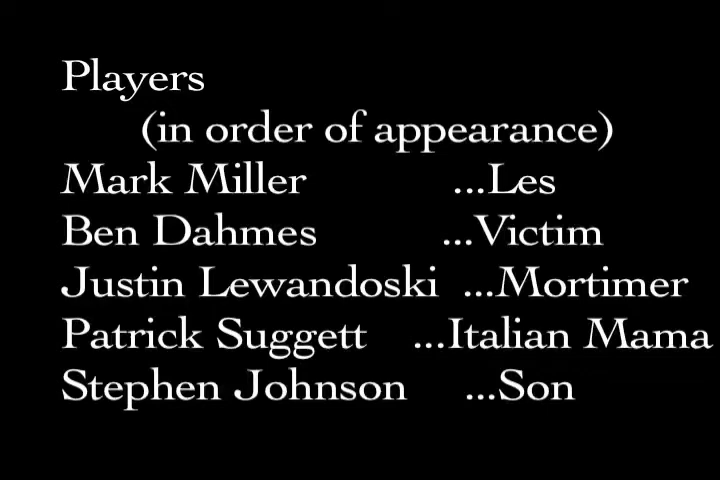 Players
(in order of appearance)
Mark Miller ...Les
Ben Dahmes ...Victim
Justin Lewandoski ...Mortimer
Patrick Suggett ...Italian Mama
Stephen Johnson ...Son